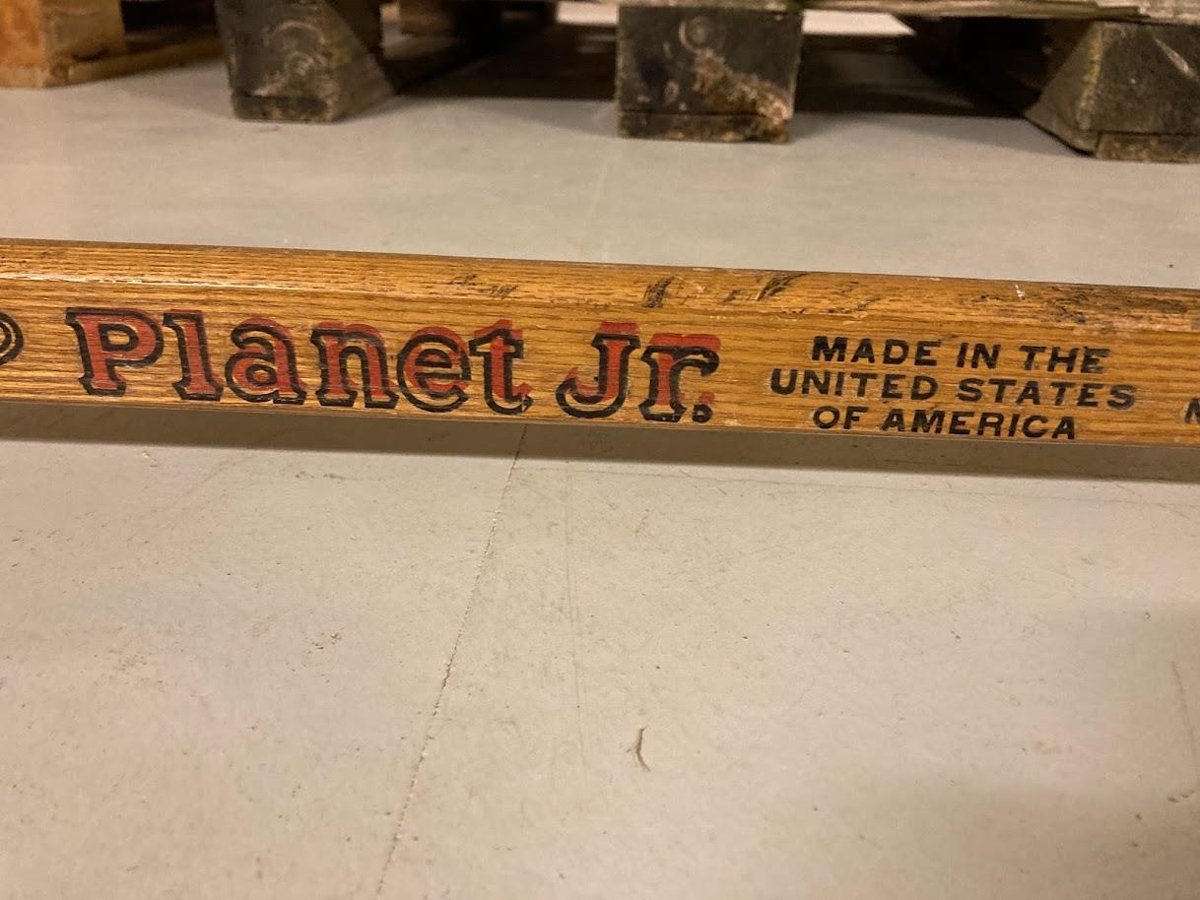 Planet Jr.
MADE IN THE
UNITED STATES
OF AMERICA